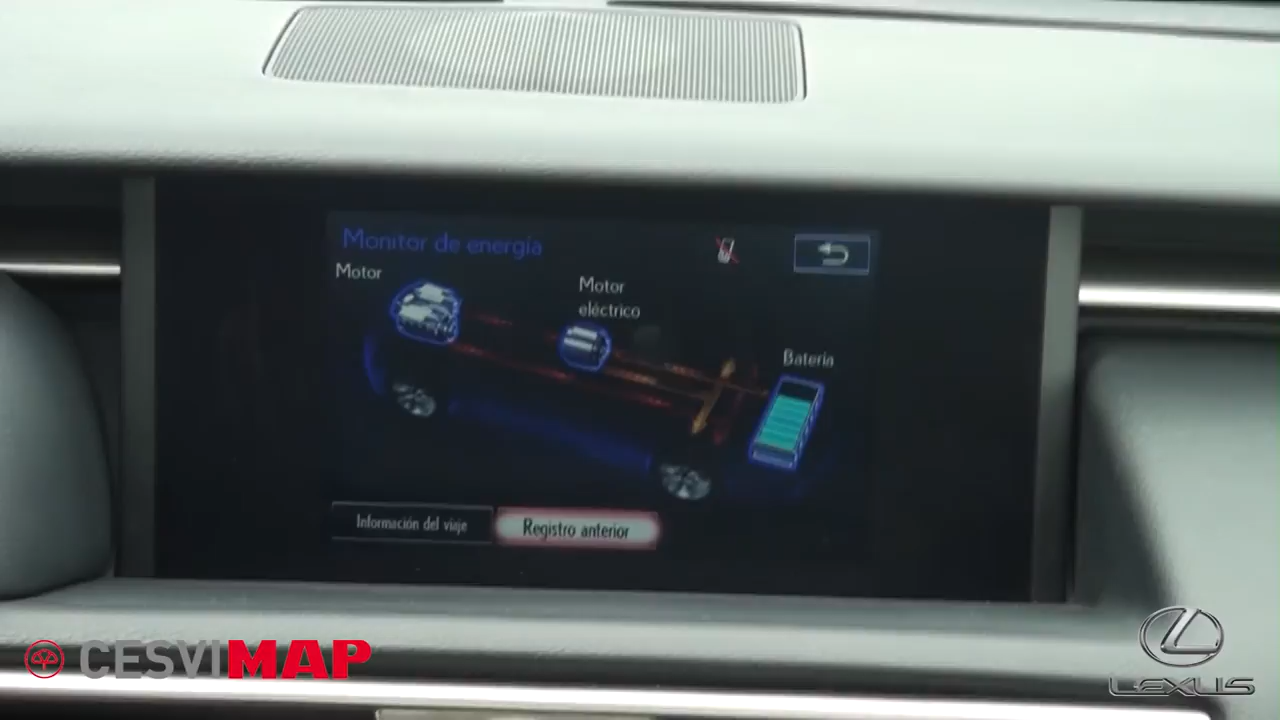 Monitor de energía
Motor
Motor
eléctrico
Batería
Información del viaje
Registro anterior
CESVIMAP
LEXUS